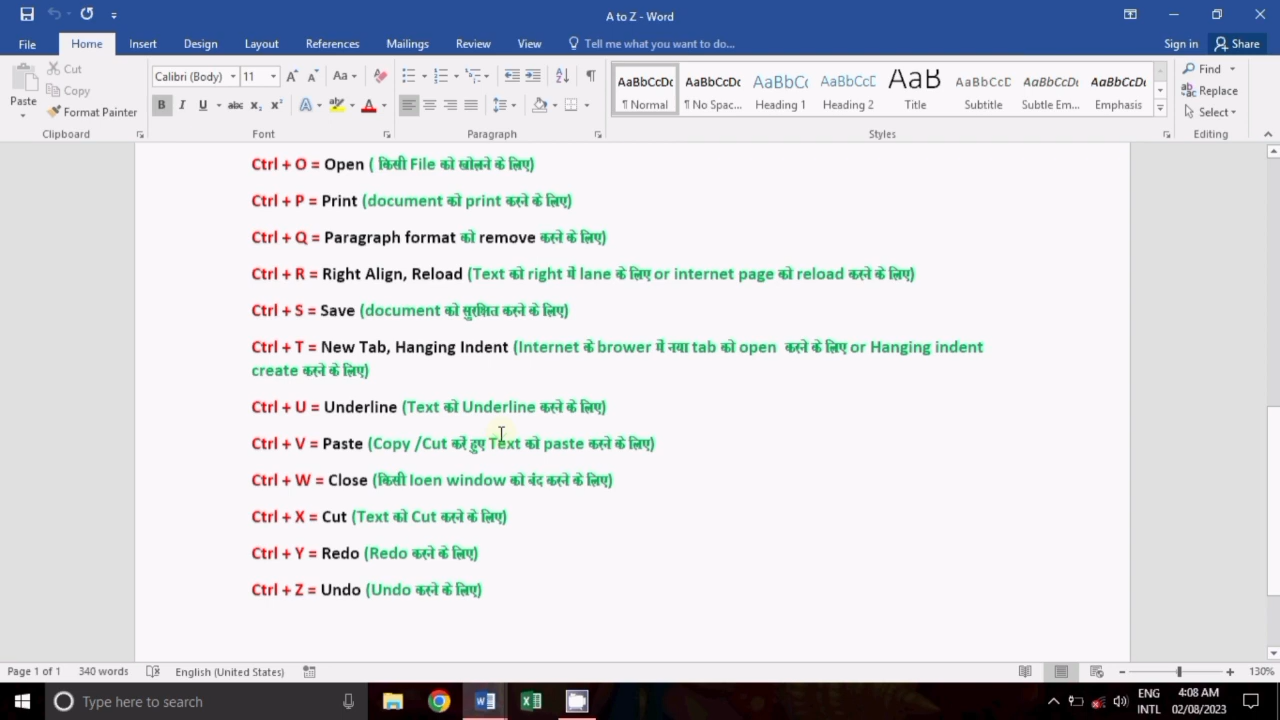 A to Z - Word
File Home Insert Design Layout References Mailings Review View Tell me what you want to do... Sign in Share
Cut
Copy
Paste
Format Painter
Calibri (Body) 11
AaBbCcDc AaBbCcDc AaBbCc AaBbCcD AaB AaBbCcD AaBbCcDc AaBbCcDc
¶ Normal ¶ No Spac... Heading 1 Heading 2 Title Subtitle Subtle Em... Emphasis
Find
Replace
Select
Clipboard Font Paragraph Styles Editing
Ctrl + O = Open ( किसी File को खोलने के लिए)
Ctrl + P = Print (document को print करने के लिए)
Ctrl + Q = Paragraph format को remove करने के लिए)
Ctrl + R = Right Align, Reload (Text को right में lane के लिए or internet page को reload करने के लिए)
Ctrl + S = Save (document को सुरक्षित करने के लिए)
Ctrl + T = New Tab, Hanging Indent (Internet के brower में नया tab को open करने के लिए or Hanging indent
create करने के लिए)
Ctrl + U = Underline (Text को Underline करने के लिए)
Ctrl + V = Paste (Copy /Cut करें हुए Text को paste करने के लिए)
Ctrl + W = Close (किसी Ioen window को बंद करने के लिए)
Ctrl + X = Cut (Text को Cut करने के लिए)
Ctrl + Y = Redo (Redo करने के लिए)
Ctrl + Z = Undo (Undo करने के लिए)
Page 1 of 1 340 words English (United States) 130%
Type here to search
ENG 4:08 AM
INTL 02/08/2023